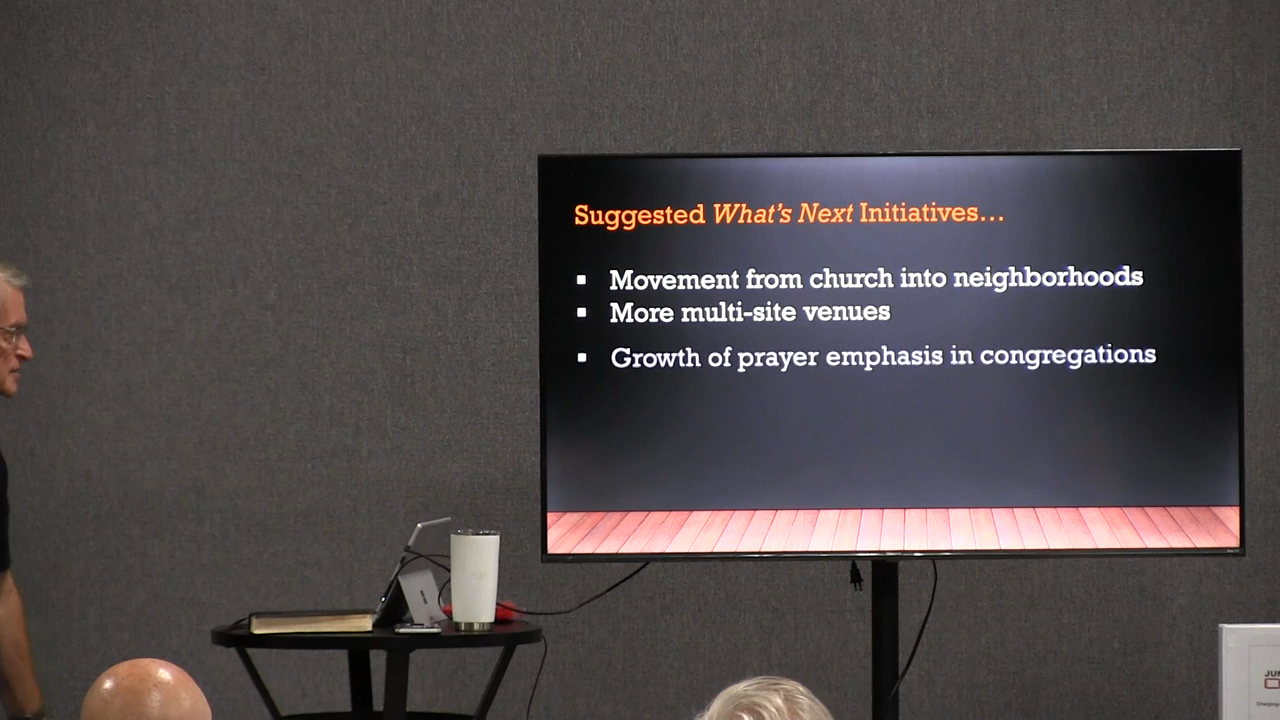 Suggested What's Next Initiatives...
▪ Movement from church into neighborhoods
▪ More multi-site venues
▪ Growth of prayer emphasis in congregations